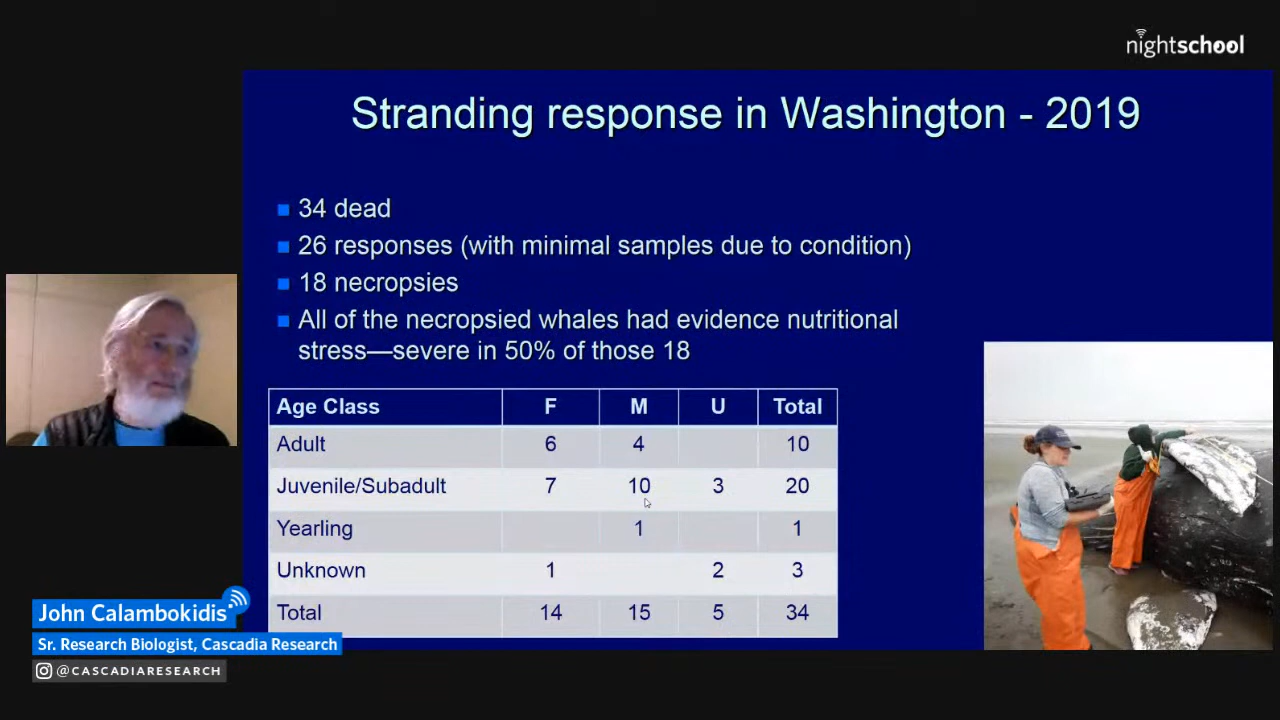 nightschool
Stranding response in Washington - 2019
34 dead
26 responses (with minimal samples due to condition)
18 necropsies
All of the necropsied whales had evidence nutritional
stress—severe in 50% of those 18
Age Class F M U Total
Adult 6 4 10
Juvenile/Subadult 7 10 3 20
Yearling 1 1
Unknown 1 2 3
Total 14 15 5 34
John Calambokidis
Sr. Research Biologist, Cascadia Research
@CASCADIARESEARCH